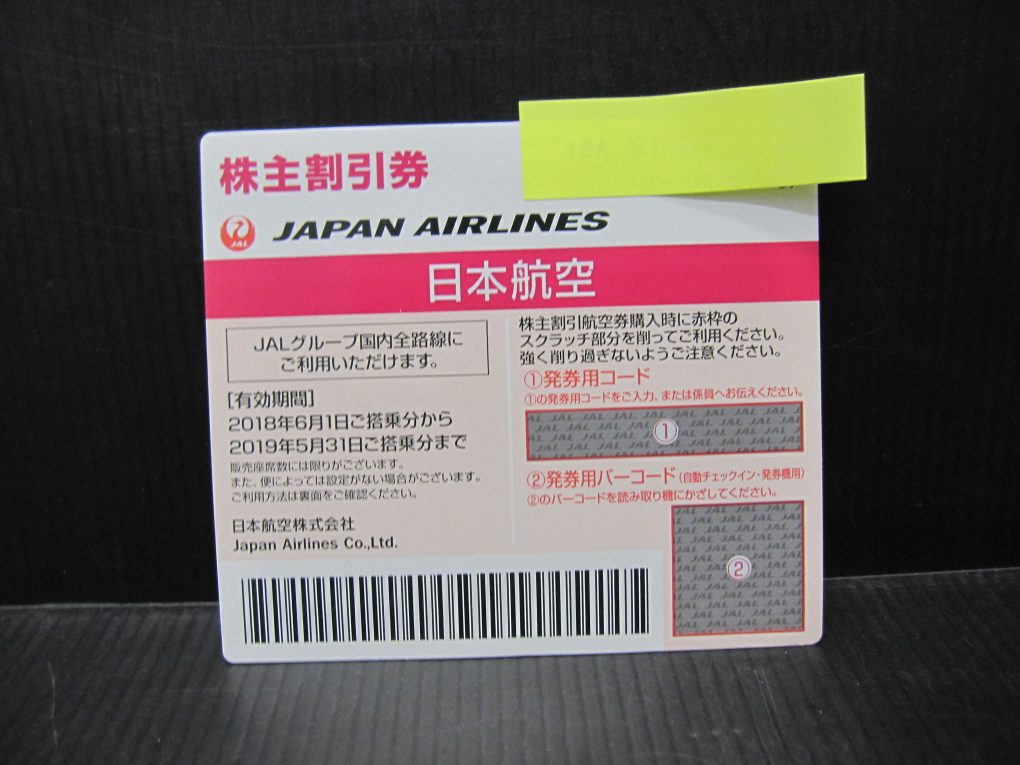 株主割引券
JAL
JAPAN AIRLINES
日本航空
JALグループ国内全路線に
ご利用いただけます。
[有効期間]
2018年6月1日ご搭乗分から
2019年5月31日ご搭乗分まで
販売座席数には限りがございます。
また、便によっては設定がない場合がございます。
ご利用方法は裏面をご確認ください。
日本航空株式会社
Japan Airlines Co.,Ltd.
株主割引航空券購入時に赤枠の
スクラッチ部分を削ってご利用ください。
強く削り過ぎないようご注意ください。
①発券用コード
①の発券用コードをご入力、または係員へお伝えください。
①
②発券用バーコード(自動チェックイン・発券機用)
②のバーコードを読み取り機にかざしてください。
②